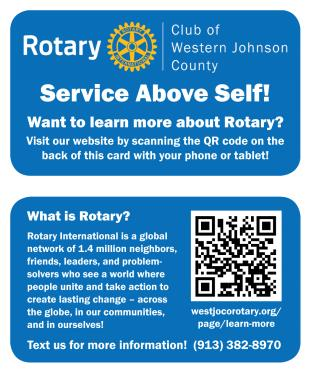 Rotary
Club of
Western Johnson
County
Service Above Self!
Want to learn more about Rotary?
Visit our website by scanning the QR code on the
back of this card with your phone or tablet!
What is Rotary?
Rotary International is a global
network of 1.4 million neighbors,
friends, leaders, and problem-
solvers who see a world where
people unite and take action to
create lasting change – across
the globe, in our communities,
and in ourselves!
westjocorotary.org/
page/learn-more
Text us for more information! (913) 382-8970